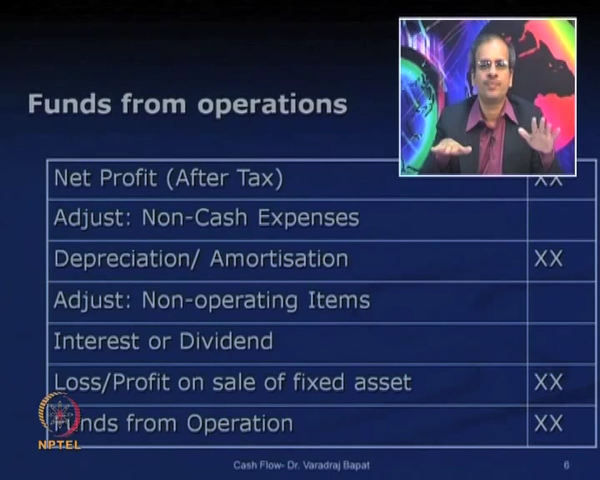 Funds from operations
Net Profit (After Tax) XX
Adjust: Non-Cash Expenses
Depreciation/ Amortisation XX
Adjust: Non-operating Items
Interest or Dividend
Loss/Profit on sale of fixed asset XX
Funds from Operation XX
NPTEL
Cash Flow- Dr. Varadraj Bapat 6